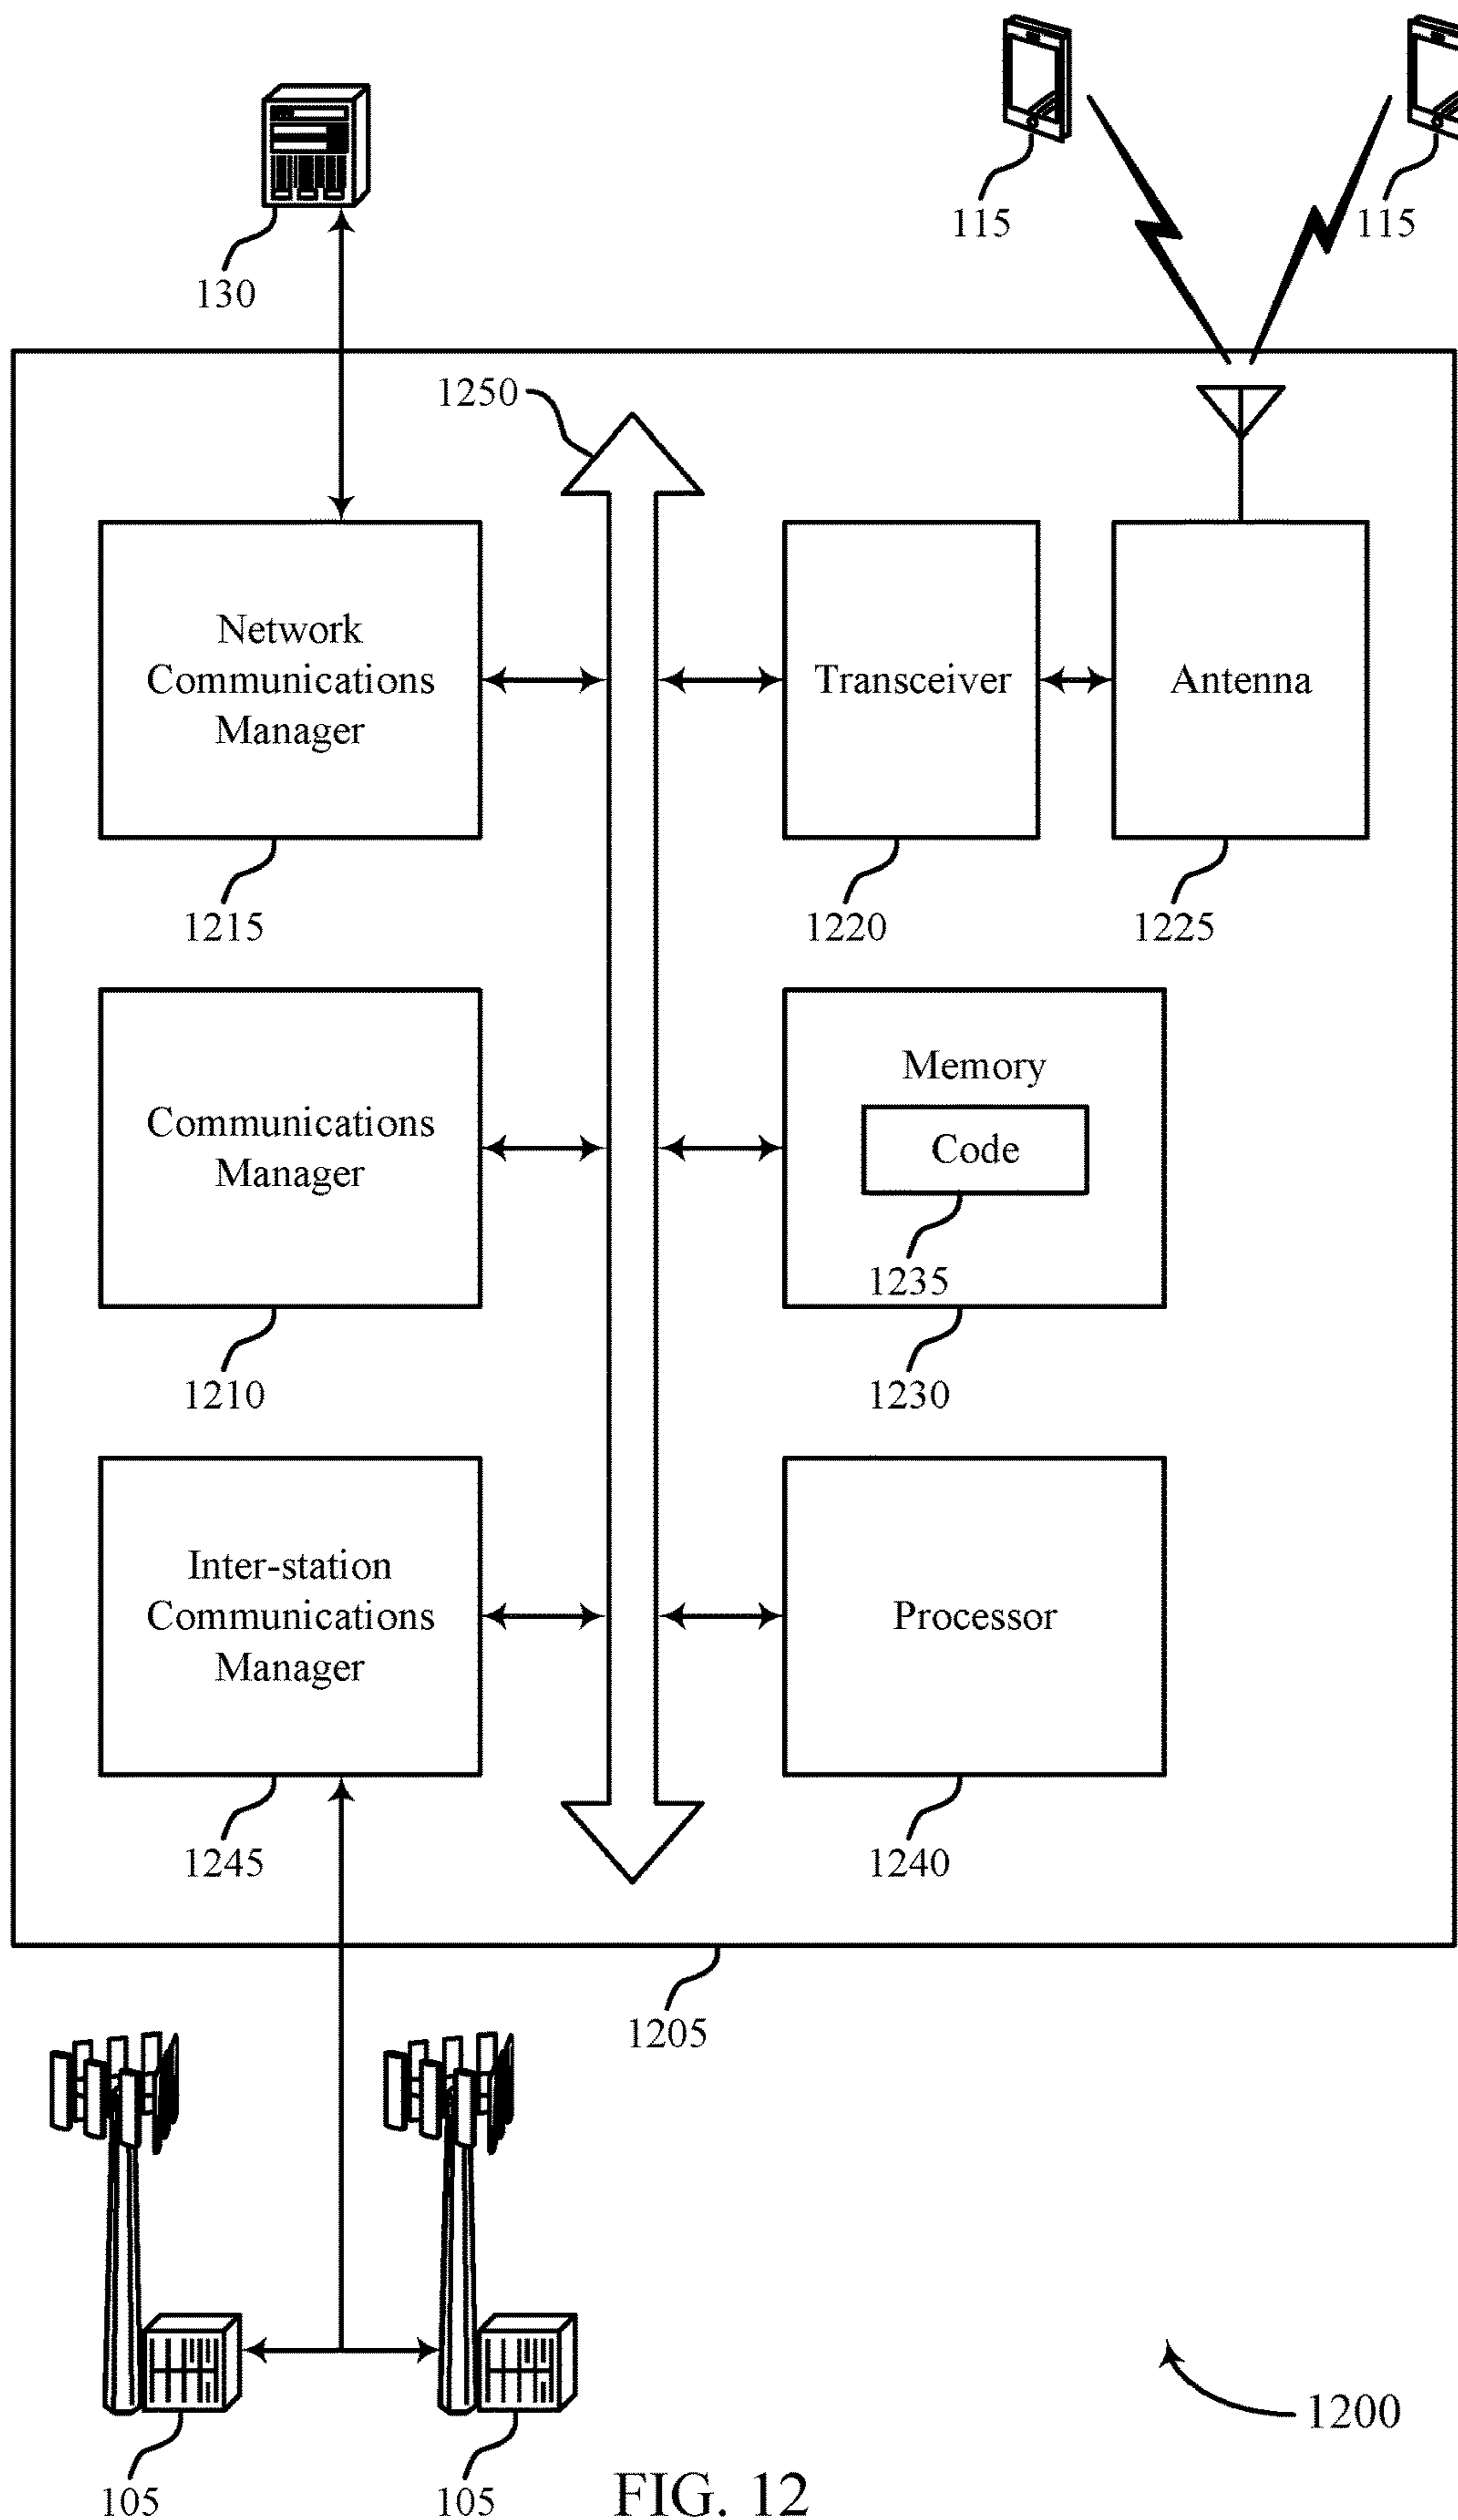 115
115
130
1250
Network
Communications
Manager
Transceiver
Antenna
1215
1220
1225
Communications
Manager
Memory
Code
1235
1210
1230
Inter-station
Communications
Manager
Processor
1245
1240
1205
1200
105
105
FIG. 12